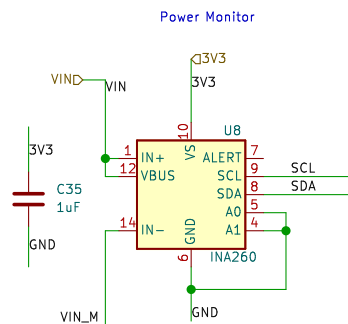 Power Monitor
VIN
VIN
3V3
3V3
10
U8
1
IN+
VS
ALERT
7
12
VBUS
SCL
9
SCL
SDA
8
SDA
A0
5
14
IN-
GND
A1
4
6
INA260
3V3
C35
1uF
GND
VIN_M
GND